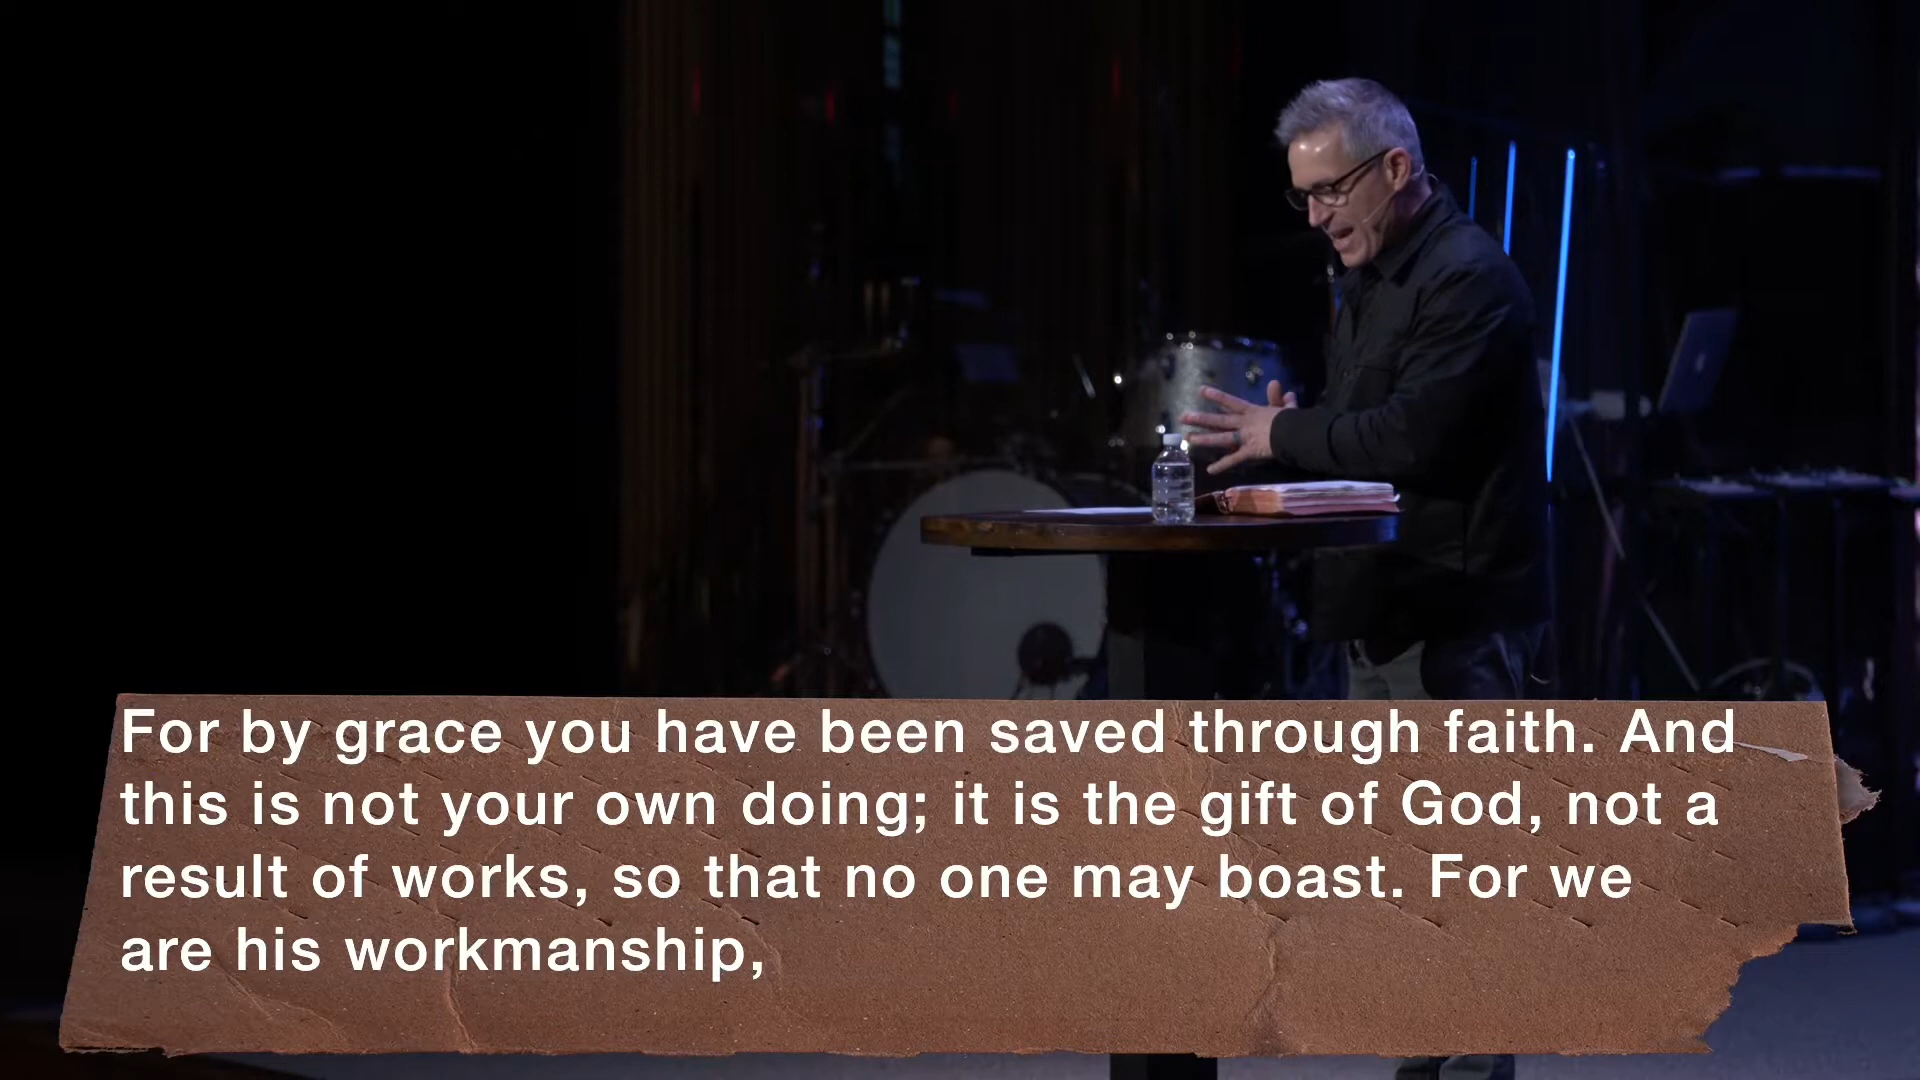 For by grace you have been saved through faith. And
this is not your own doing; it is the gift of God, not a
result of works, so that no one may boast. For we
are his workmanship,